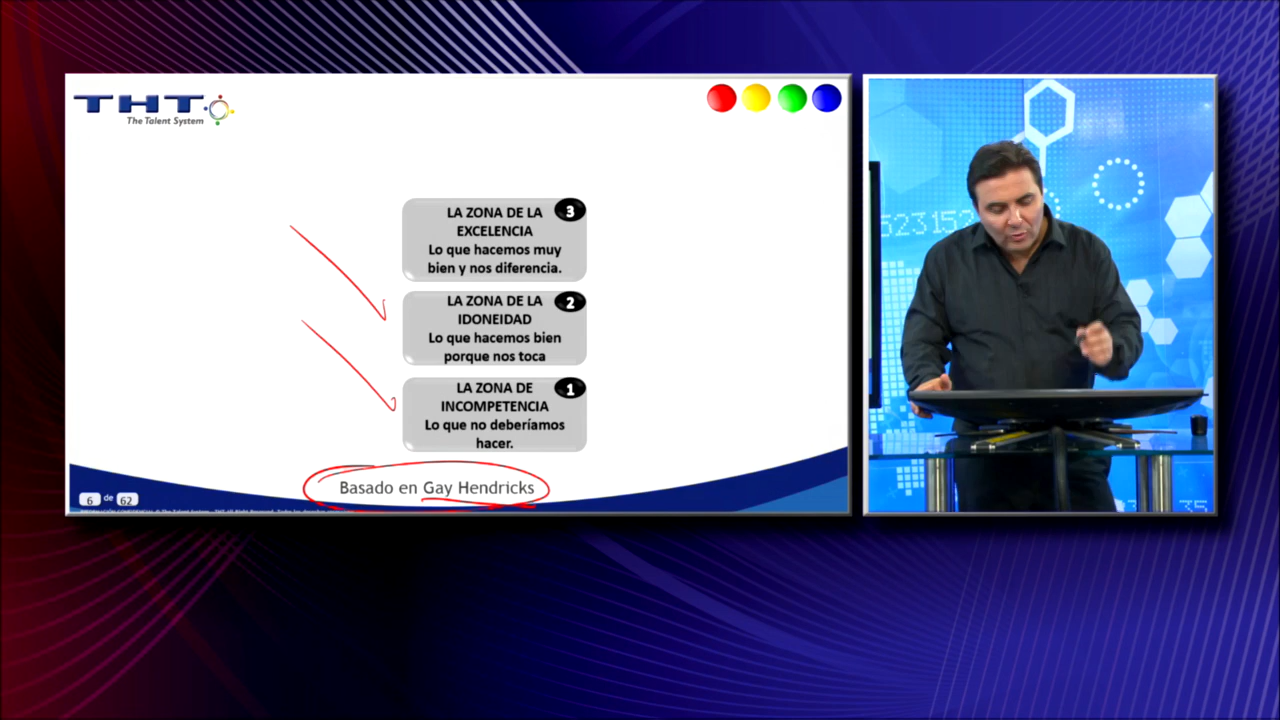 THT
The Talent System
3
LA ZONA DE LA
EXCELENCIA
Lo que hacemos muy
bien y nos diferencia.
2
LA ZONA DE LA
IDONEIDAD
Lo que hacemos bien
porque nos toca
1
LA ZONA DE
INCOMPETENCIA
Lo que no deberíamos
hacer.
Basado en Gay Hendricks
6 de 62
523152